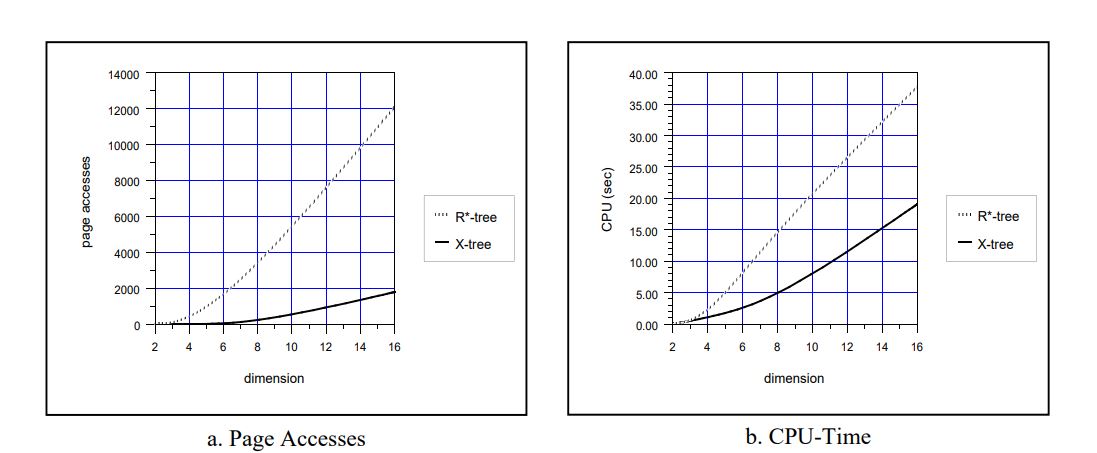 14000
12000
10000
8000
6000
4000
2000
0
page accesses
2 4 6 8 10 12 14 16
dimension
R*-tree
X-tree
a. Page Accesses
40.00
35.00
30.00
25.00
20.00
15.00
10.00
5.00
0.00
CPU (sec)
2 4 6 8 10 12 14 16
dimension
R*-tree
X-tree
b. CPU-Time